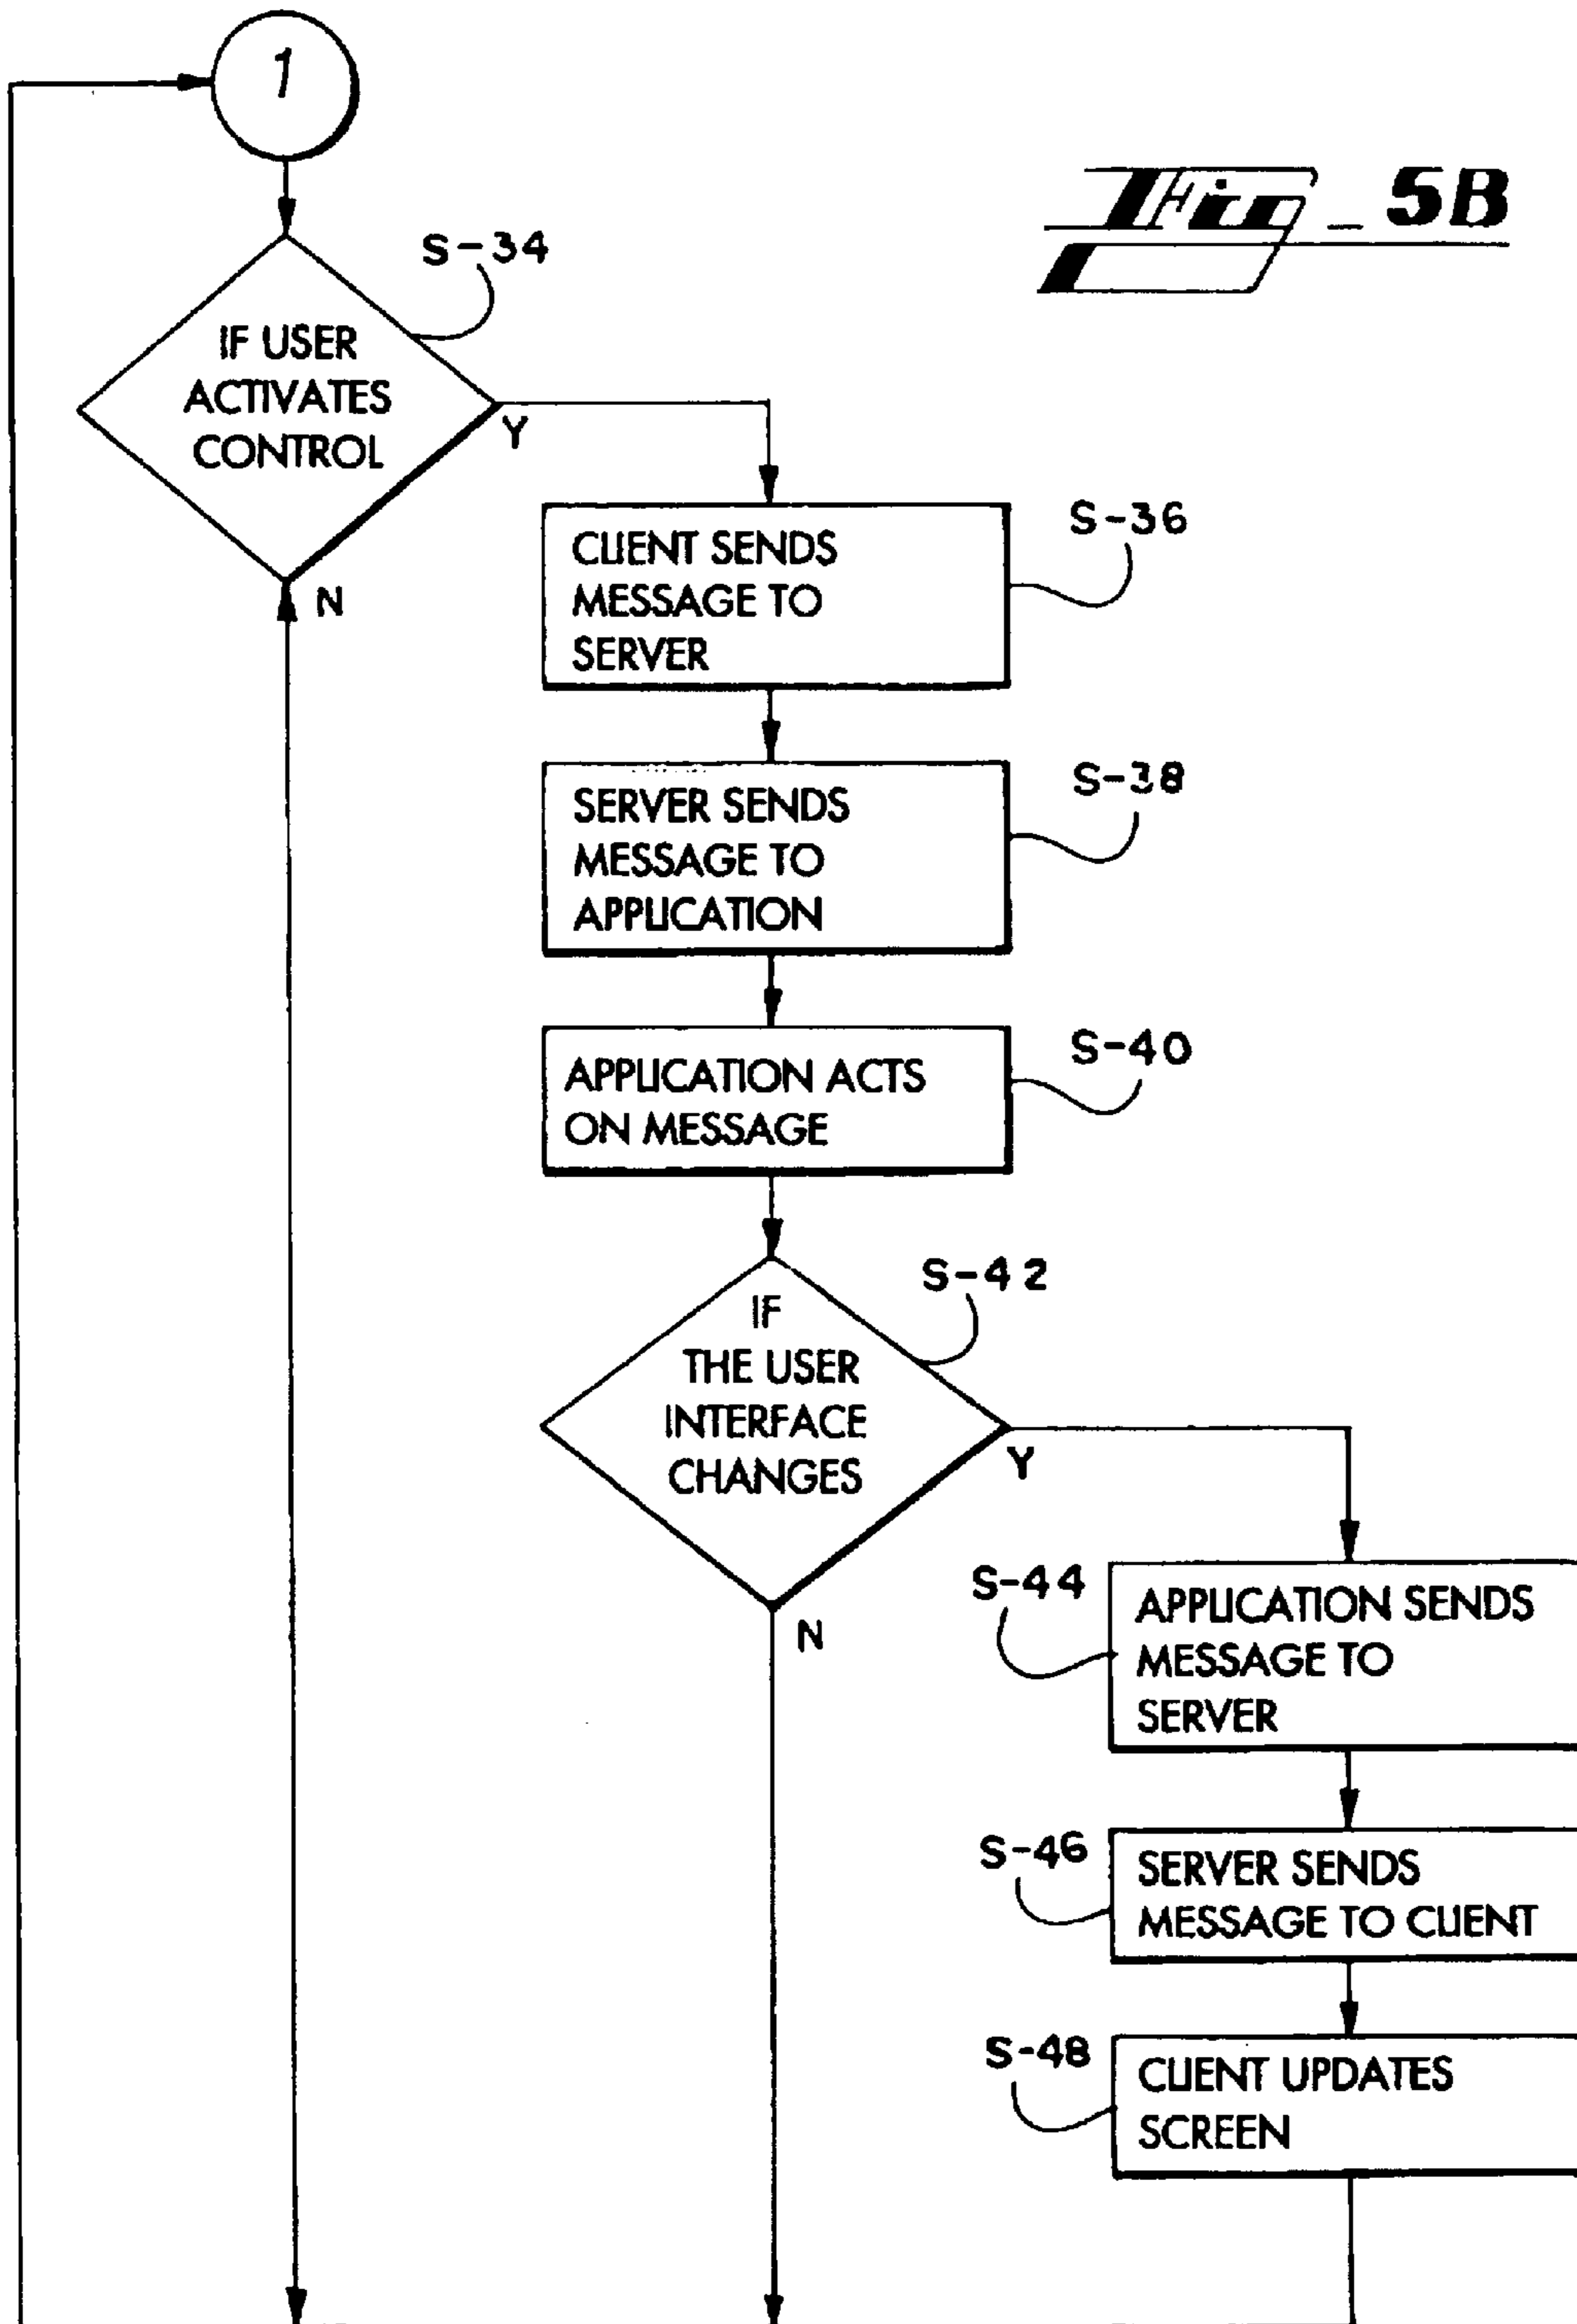 1
Fig_5B
S-34
IF USER
ACTIVATES
CONTROL
Y
N
S-36
CLIENT SENDS
MESSAGE TO
SERVER
S-38
SERVER SENDS
MESSAGE TO
APPLICATION
S-40
APPLICATION ACTS
ON MESSAGE
S-42
IF
THE USER
INTERFACE
CHANGES
Y
N
S-44
APPLICATION SENDS
MESSAGE TO
SERVER
S-46
SERVER SENDS
MESSAGE TO CLIENT
S-48
CLIENT UPDATES
SCREEN